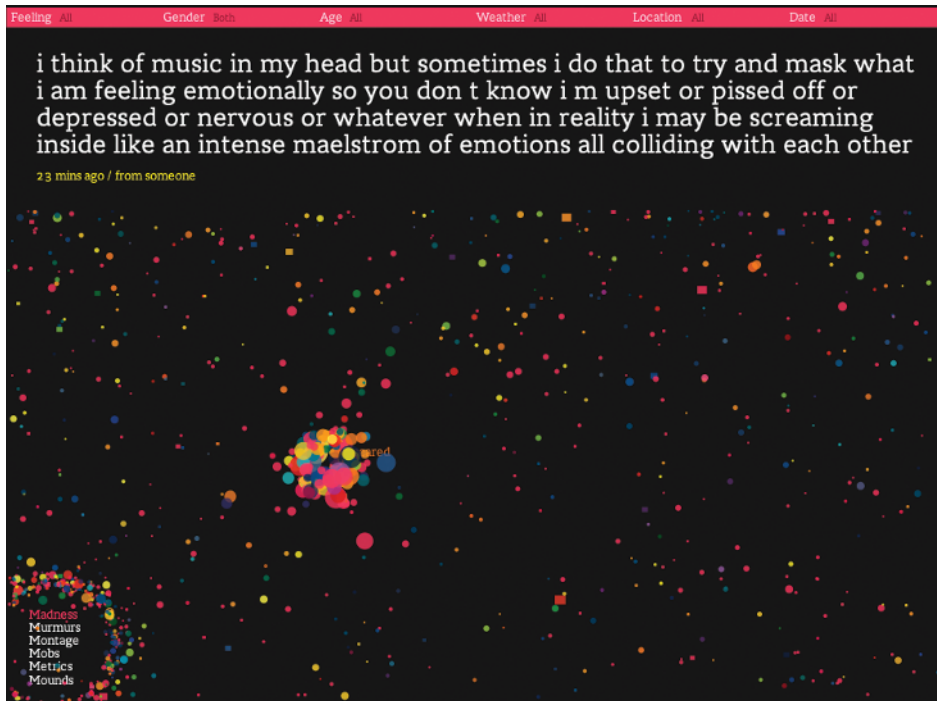 Feeling All Gender Both Age All Weather All Location All Date All
i think of music in my head but sometimes i do that to try and mask what
i am feeling emotionally so you don t know i m upset or pissed off or
depressed or nervous or whatever when in reality i may be screaming
inside like an intense maelstrom of emotions all colliding with each other
23 mins ago / from someone
Madness
Murmurs
Montage
Mobs
Metrics
Mounds